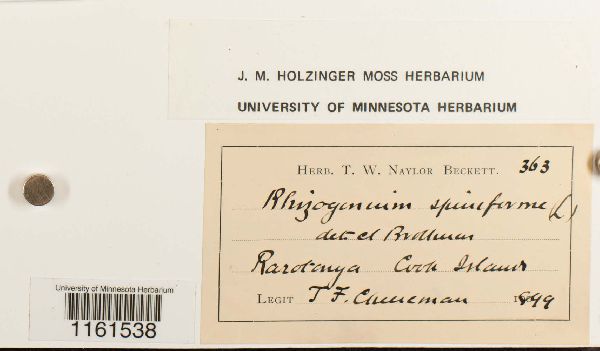 J. M. HOLZINGER MOSS HERBARIUM
UNIVERSITY OF MINNESOTA HERBARIUM
HERB. T. W. NAYLOR BECKETT. 363
Rhizogonium spiniforme (L)
det. cl Brotherus
Rarotonga Cook Islands
LEGIT T F. Cheeseman 1899
University of Minnesota Herbarium
1161538